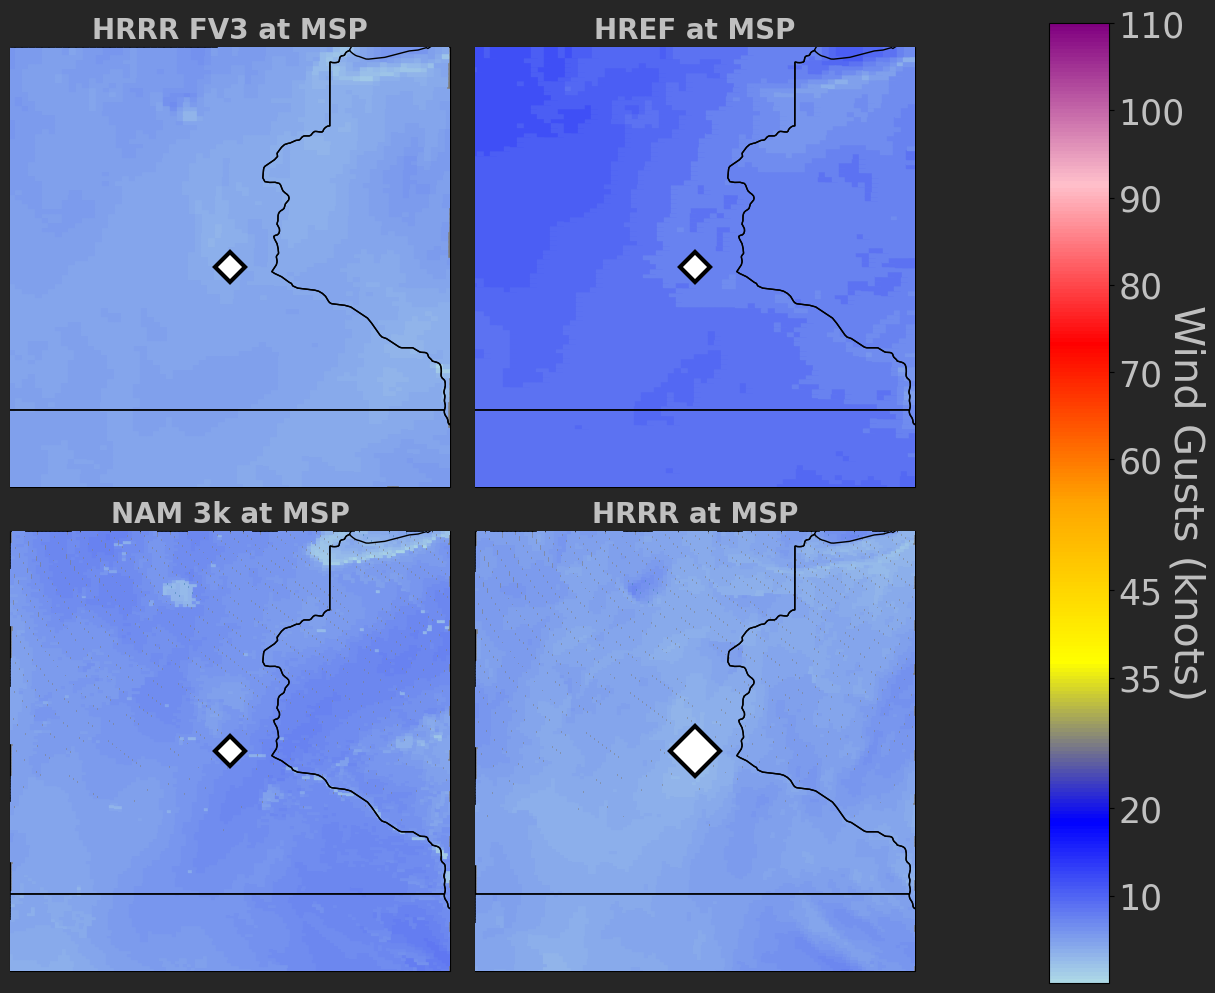 HRRR FV3 at MSP
HREF at MSP
NAM 3k at MSP
HRRR at MSP
110
100
90
80
70
60
45
35
20
10
Wind Gusts (knots)